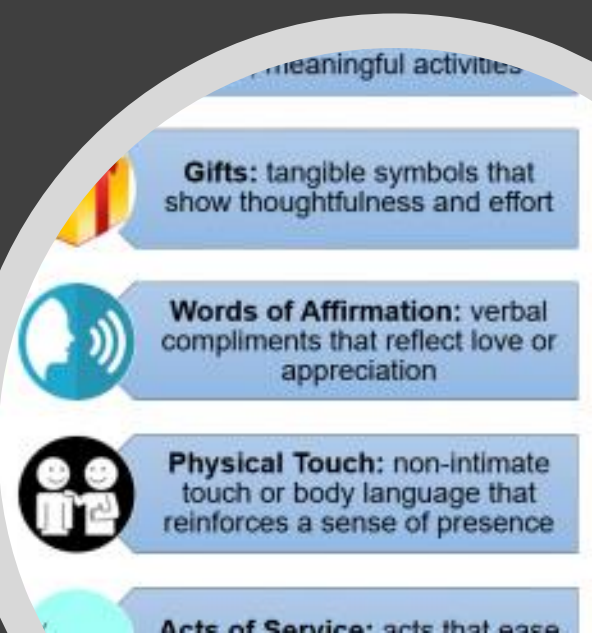 meaningful activities
Gifts: tangible symbols that
show thoughtfulness and effort
Words of Affirmation: verbal
compliments that reflect love or
appreciation
Physical Touch: non-intimate
touch or body language that
reinforces a sense of presence
Acts of Service: acts that ease